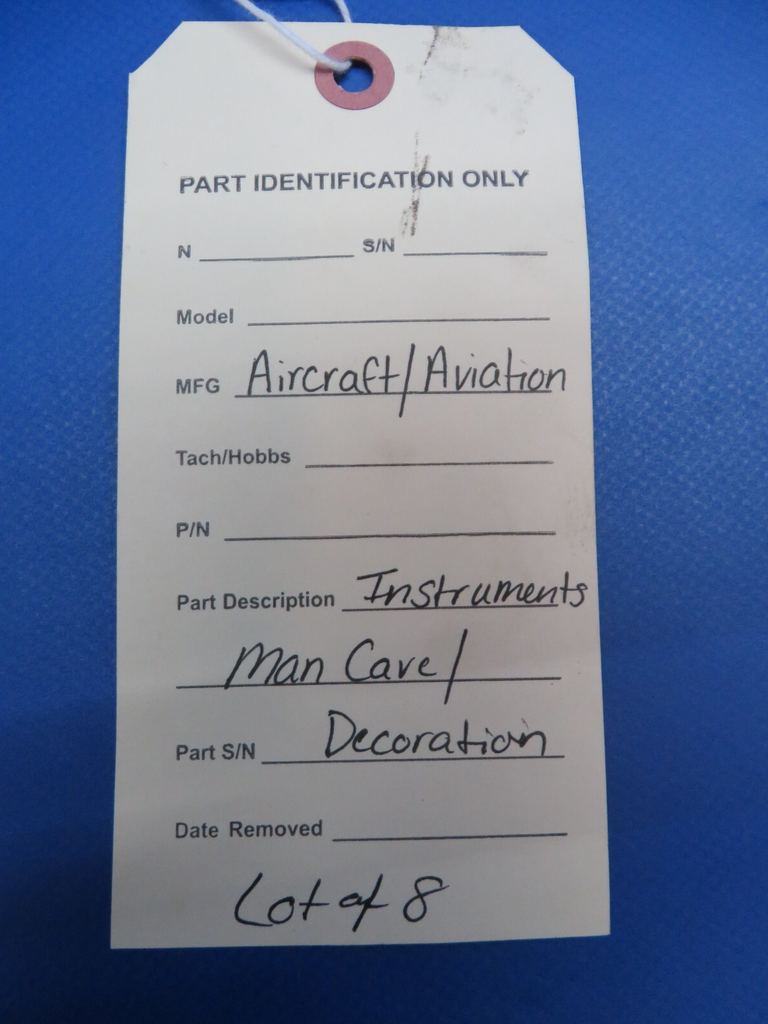 PART IDENTIFICATION ONLY
N S/N
Model
MFG Aircraft/Aviation
Tach/Hobbs
P/N
Part Description Instruments
Man Cave/
Part S/N Decoration
Date Removed
Lot of 8